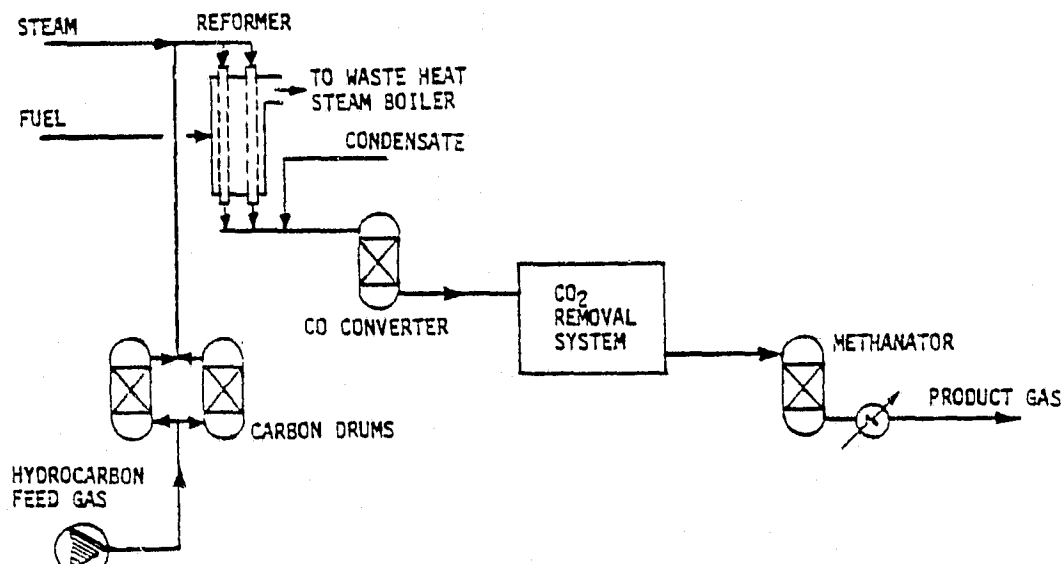 STEAM
REFORMER
TO WASTE HEAT
STEAM BOILER
FUEL
CONDENSATE
CO CONVERTER
CO2
REMOVAL
SYSTEM
METHANATOR
PRODUCT GAS
CARBON DRUMS
HYDROCARBON
FEED GAS